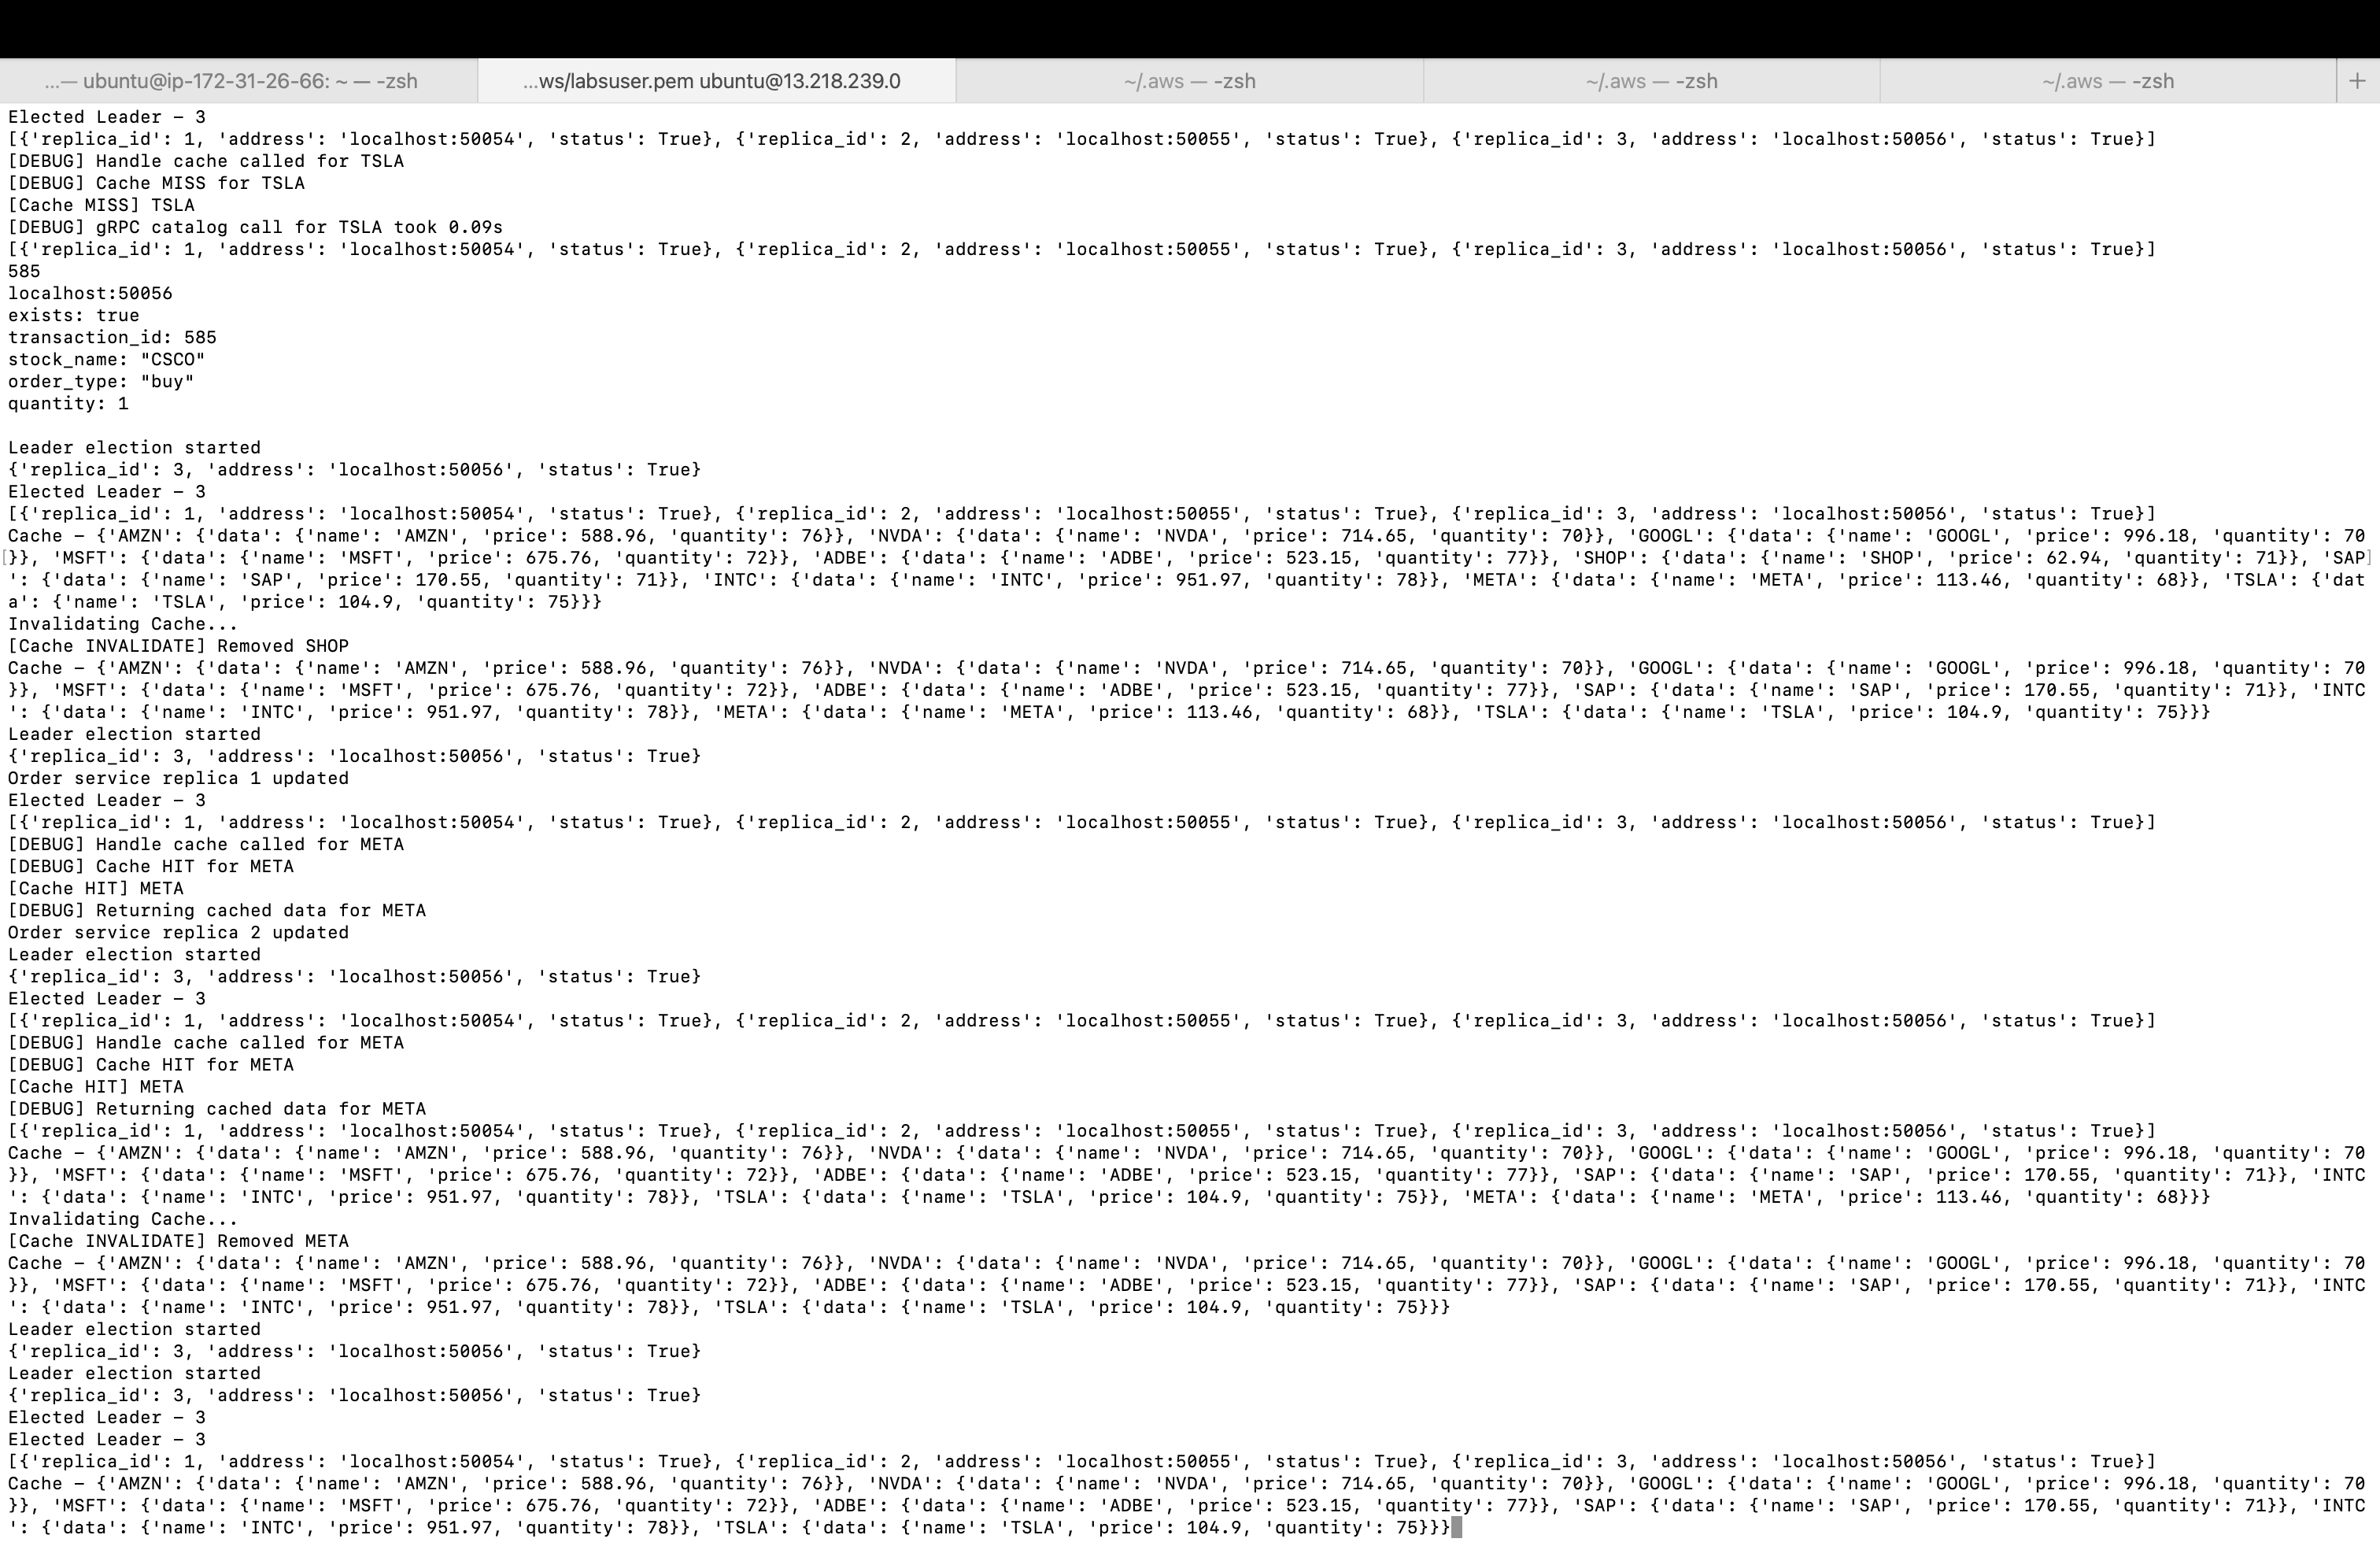 ...— ubuntu@ip-172-31-26-66: ~ — -zsh
...ws/labsuser.pem ubuntu@13.218.239.0
~/.aws — -zsh
~/.aws — -zsh
~/.aws — -zsh
+
Elected Leader – 3
[{'replica_id': 1, 'address': 'localhost:50054', 'status': True}, {'replica_id': 2, 'address': 'localhost:50055', 'status': True}, {'replica_id': 3, 'address': 'localhost:50056', 'status': True}]
[DEBUG] Handle cache called for TSLA
[DEBUG] Cache MISS for TSLA
[Cache MISS] TSLA
[DEBUG] gRPC catalog call for TSLA took 0.09s
[{'replica_id': 1, 'address': 'localhost:50054', 'status': True}, {'replica_id': 2, 'address': 'localhost:50055', 'status': True}, {'replica_id': 3, 'address': 'localhost:50056', 'status': True}]
585
localhost:50056
exists: true
transaction_id: 585
stock_name: "CSCO"
order_type: "buy"
quantity: 1
Leader election started
{'replica_id': 3, 'address': 'localhost:50056', 'status': True}
Elected Leader – 3
[{'replica_id': 1, 'address': 'localhost:50054', 'status': True}, {'replica_id': 2, 'address': 'localhost:50055', 'status': True}, {'replica_id': 3, 'address': 'localhost:50056', 'status': True}]
Cache – {'AMZN': {'data': {'name': 'AMZN', 'price': 588.96, 'quantity': 76}}, 'NVDA': {'data': {'name': 'NVDA', 'price': 714.65, 'quantity': 70}}, 'GOOGL': {'data': {'name': 'GOOGL', 'price': 996.18, 'quantity': 70
}}, 'MSFT': {'data': {'name': 'MSFT', 'price': 675.76, 'quantity': 72}}, 'ADBE': {'data': {'name': 'ADBE', 'price': 523.15, 'quantity': 77}}, 'SHOP': {'data': {'name': 'SHOP', 'price': 62.94, 'quantity': 71}}, 'SAP
': {'data': {'name': 'SAP', 'price': 170.55, 'quantity': 71}}, 'INTC': {'data': {'name': 'INTC', 'price': 951.97, 'quantity': 78}}, 'META': {'data': {'name': 'META', 'price': 113.46, 'quantity': 68}}, 'TSLA': {'dat
a': {'name': 'TSLA', 'price': 104.9, 'quantity': 75}}}
Invalidating Cache...
[Cache INVALIDATE] Removed SHOP
Cache – {'AMZN': {'data': {'name': 'AMZN', 'price': 588.96, 'quantity': 76}}, 'NVDA': {'data': {'name': 'NVDA', 'price': 714.65, 'quantity': 70}}, 'GOOGL': {'data': {'name': 'GOOGL', 'price': 996.18, 'quantity': 70
}}, 'MSFT': {'data': {'name': 'MSFT', 'price': 675.76, 'quantity': 72}}, 'ADBE': {'data': {'name': 'ADBE', 'price': 523.15, 'quantity': 77}}, 'SAP': {'data': {'name': 'SAP', 'price': 170.55, 'quantity': 71}}, 'INTC
': {'data': {'name': 'INTC', 'price': 951.97, 'quantity': 78}}, 'META': {'data': {'name': 'META', 'price': 113.46, 'quantity': 68}}, 'TSLA': {'data': {'name': 'TSLA', 'price': 104.9, 'quantity': 75}}}
Leader election started
{'replica_id': 3, 'address': 'localhost:50056', 'status': True}
Order service replica 1 updated
Elected Leader – 3
[{'replica_id': 1, 'address': 'localhost:50054', 'status': True}, {'replica_id': 2, 'address': 'localhost:50055', 'status': True}, {'replica_id': 3, 'address': 'localhost:50056', 'status': True}]
[DEBUG] Handle cache called for META
[DEBUG] Cache HIT for META
[Cache HIT] META
[DEBUG] Returning cached data for META
Order service replica 2 updated
Leader election started
{'replica_id': 3, 'address': 'localhost:50056', 'status': True}
Elected Leader – 3
[{'replica_id': 1, 'address': 'localhost:50054', 'status': True}, {'replica_id': 2, 'address': 'localhost:50055', 'status': True}, {'replica_id': 3, 'address': 'localhost:50056', 'status': True}]
[DEBUG] Handle cache called for META
[DEBUG] Cache HIT for META
[Cache HIT] META
[DEBUG] Returning cached data for META
[{'replica_id': 1, 'address': 'localhost:50054', 'status': True}, {'replica_id': 2, 'address': 'localhost:50055', 'status': True}, {'replica_id': 3, 'address': 'localhost:50056', 'status': True}]
Cache – {'AMZN': {'data': {'name': 'AMZN', 'price': 588.96, 'quantity': 76}}, 'NVDA': {'data': {'name': 'NVDA', 'price': 714.65, 'quantity': 70}}, 'GOOGL': {'data': {'name': 'GOOGL', 'price': 996.18, 'quantity': 70
}}, 'MSFT': {'data': {'name': 'MSFT', 'price': 675.76, 'quantity': 72}}, 'ADBE': {'data': {'name': 'ADBE', 'price': 523.15, 'quantity': 77}}, 'SAP': {'data': {'name': 'SAP', 'price': 170.55, 'quantity': 71}}, 'INTC
': {'data': {'name': 'INTC', 'price': 951.97, 'quantity': 78}}, 'TSLA': {'data': {'name': 'TSLA', 'price': 104.9, 'quantity': 75}}, 'META': {'data': {'name': 'META', 'price': 113.46, 'quantity': 68}}}
Invalidating Cache...
[Cache INVALIDATE] Removed META
Cache – {'AMZN': {'data': {'name': 'AMZN', 'price': 588.96, 'quantity': 76}}, 'NVDA': {'data': {'name': 'NVDA', 'price': 714.65, 'quantity': 70}}, 'GOOGL': {'data': {'name': 'GOOGL', 'price': 996.18, 'quantity': 70
}}, 'MSFT': {'data': {'name': 'MSFT', 'price': 675.76, 'quantity': 72}}, 'ADBE': {'data': {'name': 'ADBE', 'price': 523.15, 'quantity': 77}}, 'SAP': {'data': {'name': 'SAP', 'price': 170.55, 'quantity': 71}}, 'INTC
': {'data': {'name': 'INTC', 'price': 951.97, 'quantity': 78}}, 'TSLA': {'data': {'name': 'TSLA', 'price': 104.9, 'quantity': 75}}}
Leader election started
{'replica_id': 3, 'address': 'localhost:50056', 'status': True}
Leader election started
{'replica_id': 3, 'address': 'localhost:50056', 'status': True}
Elected Leader – 3
Elected Leader – 3
[{'replica_id': 1, 'address': 'localhost:50054', 'status': True}, {'replica_id': 2, 'address': 'localhost:50055', 'status': True}, {'replica_id': 3, 'address': 'localhost:50056', 'status': True}]
Cache – {'AMZN': {'data': {'name': 'AMZN', 'price': 588.96, 'quantity': 76}}, 'NVDA': {'data': {'name': 'NVDA', 'price': 714.65, 'quantity': 70}}, 'GOOGL': {'data': {'name': 'GOOGL', 'price': 996.18, 'quantity': 70
}}, 'MSFT': {'data': {'name': 'MSFT', 'price': 675.76, 'quantity': 72}}, 'ADBE': {'data': {'name': 'ADBE', 'price': 523.15, 'quantity': 77}}, 'SAP': {'data': {'name': 'SAP', 'price': 170.55, 'quantity': 71}}, 'INTC
': {'data': {'name': 'INTC', 'price': 951.97, 'quantity': 78}}, 'TSLA': {'data': {'name': 'TSLA', 'price': 104.9, 'quantity': 75}}}